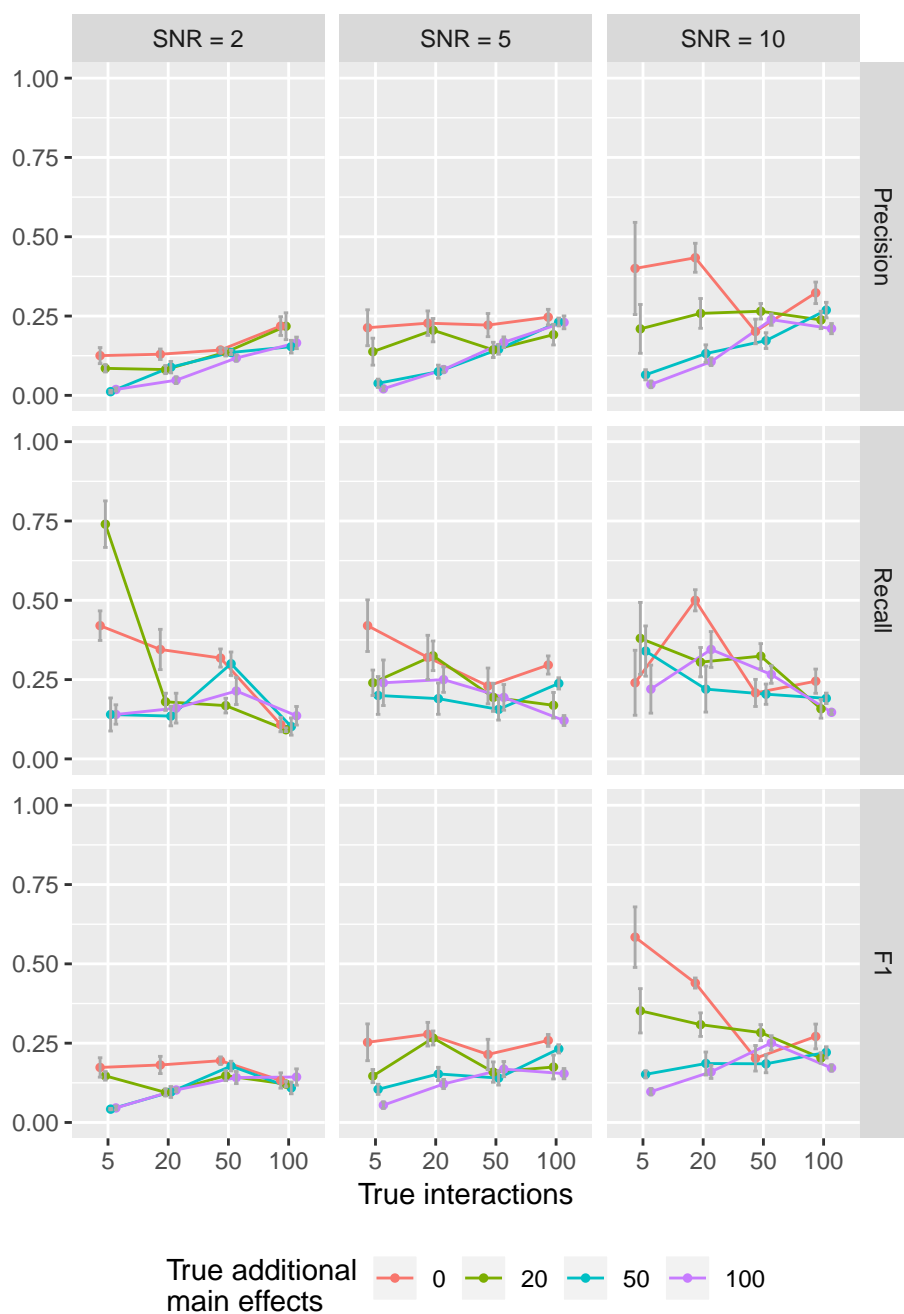 SNR = 2 SNR = 5 SNR = 10
1.00
0.75
0.50
0.25
0.00
Precision
1.00
0.75
0.50
0.25
0.00
Recall
1.00
0.75
0.50
0.25
0.00
F1
5 20 50 100 5 20 50 100 5 20 50 100
True interactions
True additional
main effects
0 20 50 100